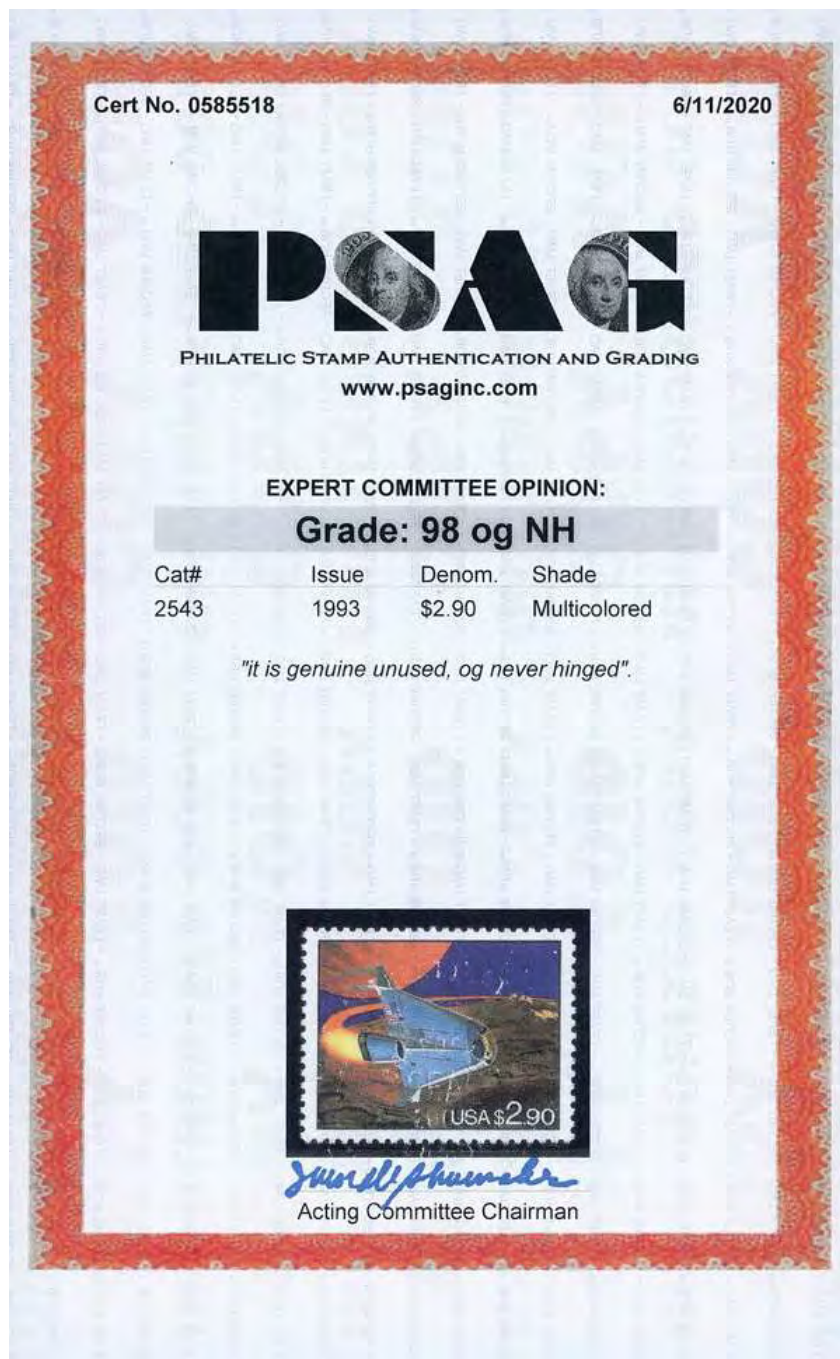 Cert No. 0585518 6/11/2020
PSAG
PHILATELIC STAMP AUTHENTICATION AND GRADING
www.psaginc.com
EXPERT COMMITTEE OPINION:
Grade: 98 og NH
Cat# Issue Denom. Shade
2543 1993 $2.90 Multicolored
"it is genuine unused, og never hinged".
USA $2.90
Acting Committee Chairman